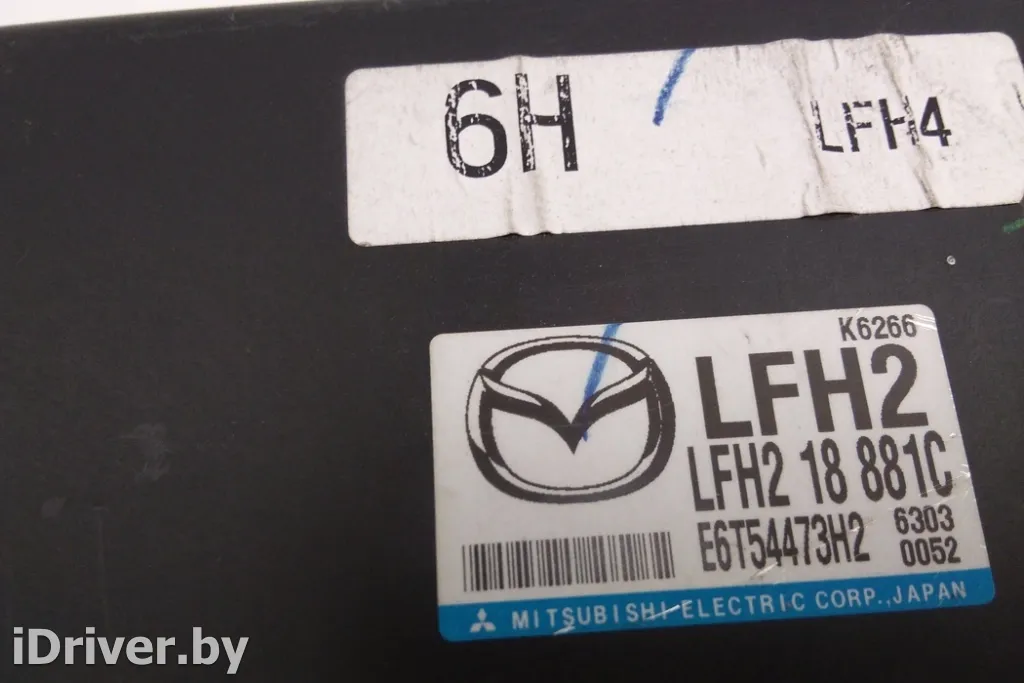 6H LFH4
K6266
LFH2
LFH2 18 881C
E6T54473H2 6303
0052
MITSUBISHI ELECTRIC CORP., JAPAN
iDriver.by